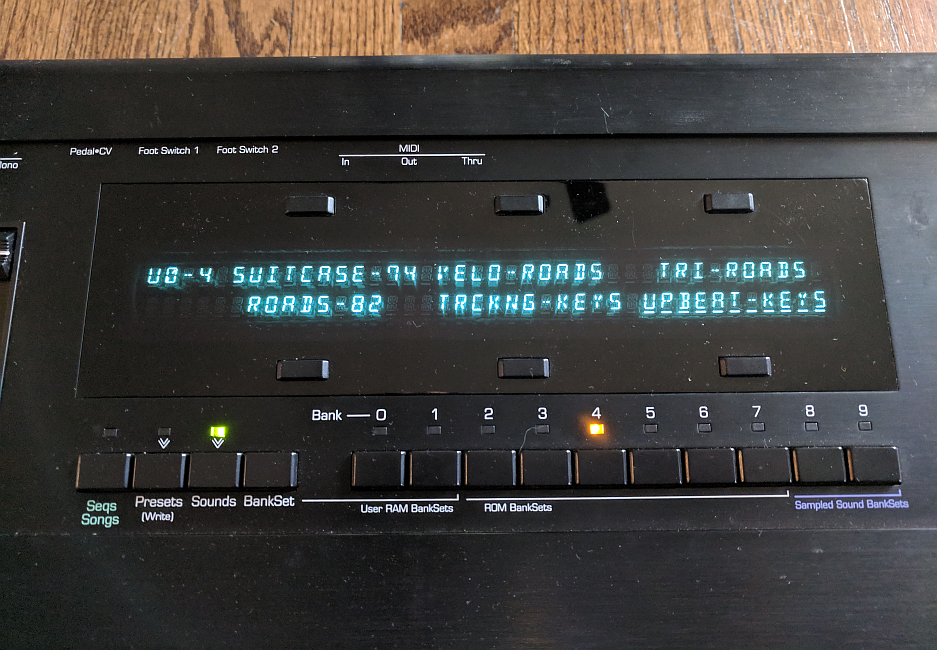 Pedal•CV Foot Switch 1 Foot Switch 2 MIDI
In Out Thru
U0-4 SUITCASE-74 VELO-ROADS TRI-ROADS
ROADS-82 TRCKNG-KEYS UPBEAT-KEYS
Bank 0 1 2 3 4 5 6 7 8 9
Seqs Songs
Presets (Write)
Sounds
BankSet
User RAM BankSets
ROM BankSets
Sampled Sound BankSets